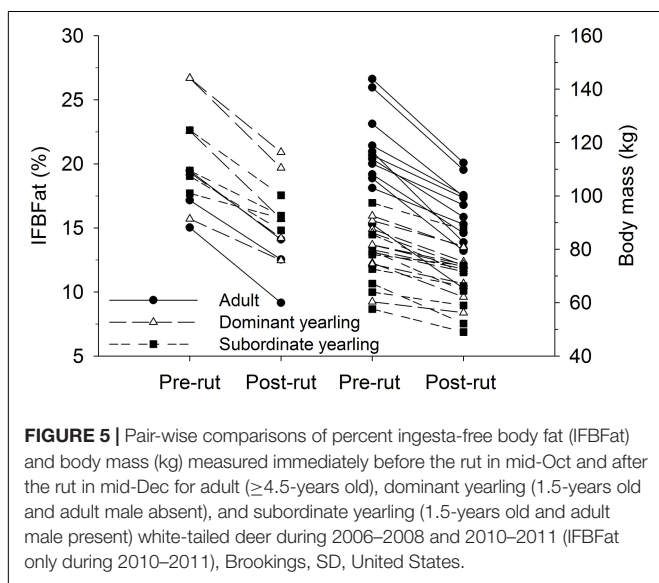 30
25
20
15
10
5
IFBFat (%)
160
140
120
100
80
60
40
Body mass (kg)
Adult
Dominant yearling
Subordinate yearling
Pre-rut Post-rut Pre-rut Post-rut
FIGURE 5 | Pair-wise comparisons of percent ingesta-free body fat (IFBFat)
and body mass (kg) measured immediately before the rut in mid-Oct and after
the rut in mid-Dec for adult (≥4.5-years old), dominant yearling (1.5-years old
and adult male absent), and subordinate yearling (1.5-years old and adult
male present) white-tailed deer during 2006–2008 and 2010–2011 (IFBFat
only during 2010–2011), Brookings, SD, United States.